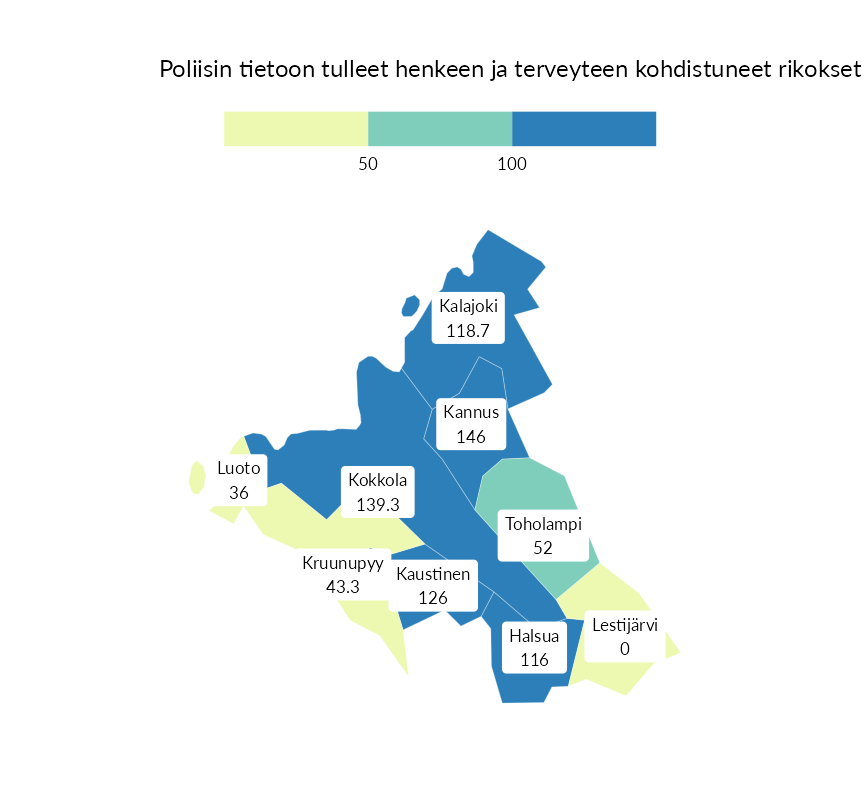 Poliisin tietoon tulleet henkeen ja terveyteen kohdistuneet rikokset
50
100
Kalajoki
118.7
Kannus
146
Luoto
36
Kokkola
139.3
Toholampi
52
Kruunupyy
43.3
Kaustinen
126
Halsua
116
Lestijärvi
0